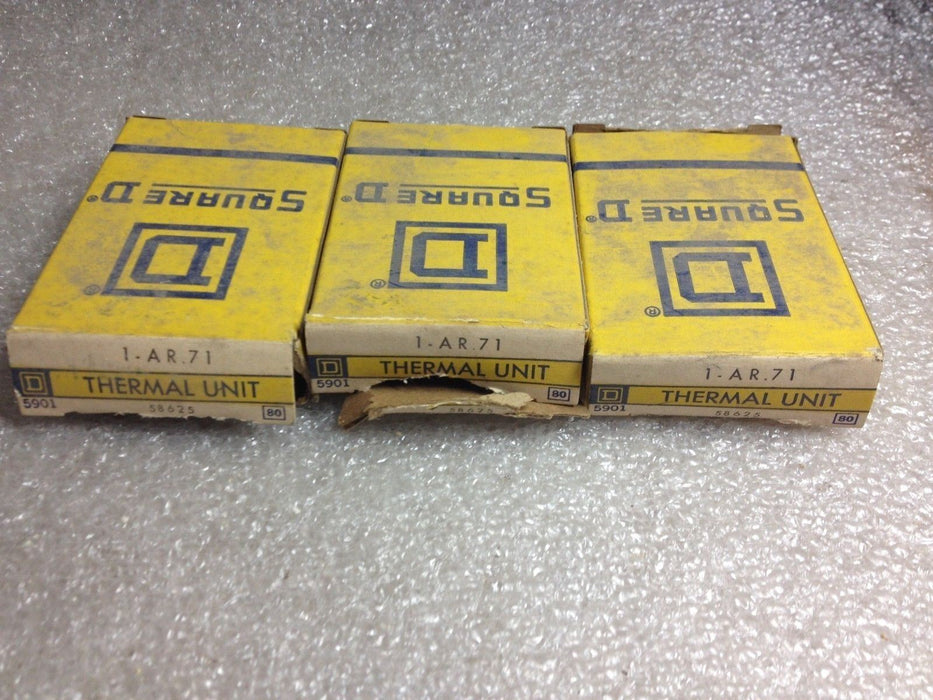 SQUARE D®
D
®
1-AR.71
D THERMAL UNIT
5901 58625 80
SQUARE D®
D
®
1-AR.71
D THERMAL UNIT
5901 58625 80
SQUARE D®
D
®
1-AR.71
D THERMAL UNIT
5901 58625 80